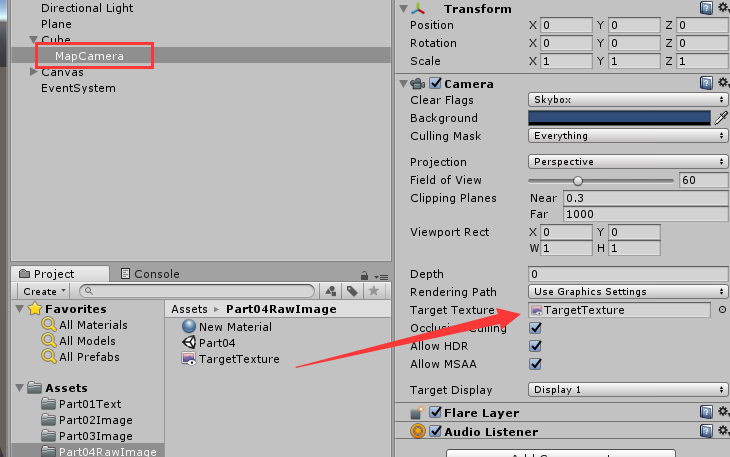 Directional Light
Plane
Cube
MapCamera
Canvas
EventSystem
Project
Console
Create
Favorites
All Materials
All Models
All Prefabs
Assets
Part01Text
Part02Image
Part03Image
Part04RawImage
Assets ▸ Part04RawImage
New Material
Part04
TargetTexture
Transform
Position X 0 Y 0 Z 0
Rotation X 0 Y 0 Z 0
Scale X 1 Y 1 Z 1
Camera
Clear Flags Skybox
Background
Culling Mask Everything
Projection Perspective
Field of View 60
Clipping Planes Near 0.3
Far 1000
Viewport Rect X 0 Y 0
W 1 H 1
Depth 0
Rendering Path Use Graphics Settings
Target Texture TargetTexture
Occlusion Culling
Allow HDR
Allow MSAA
Target Display Display 1
Flare Layer
Audio Listener